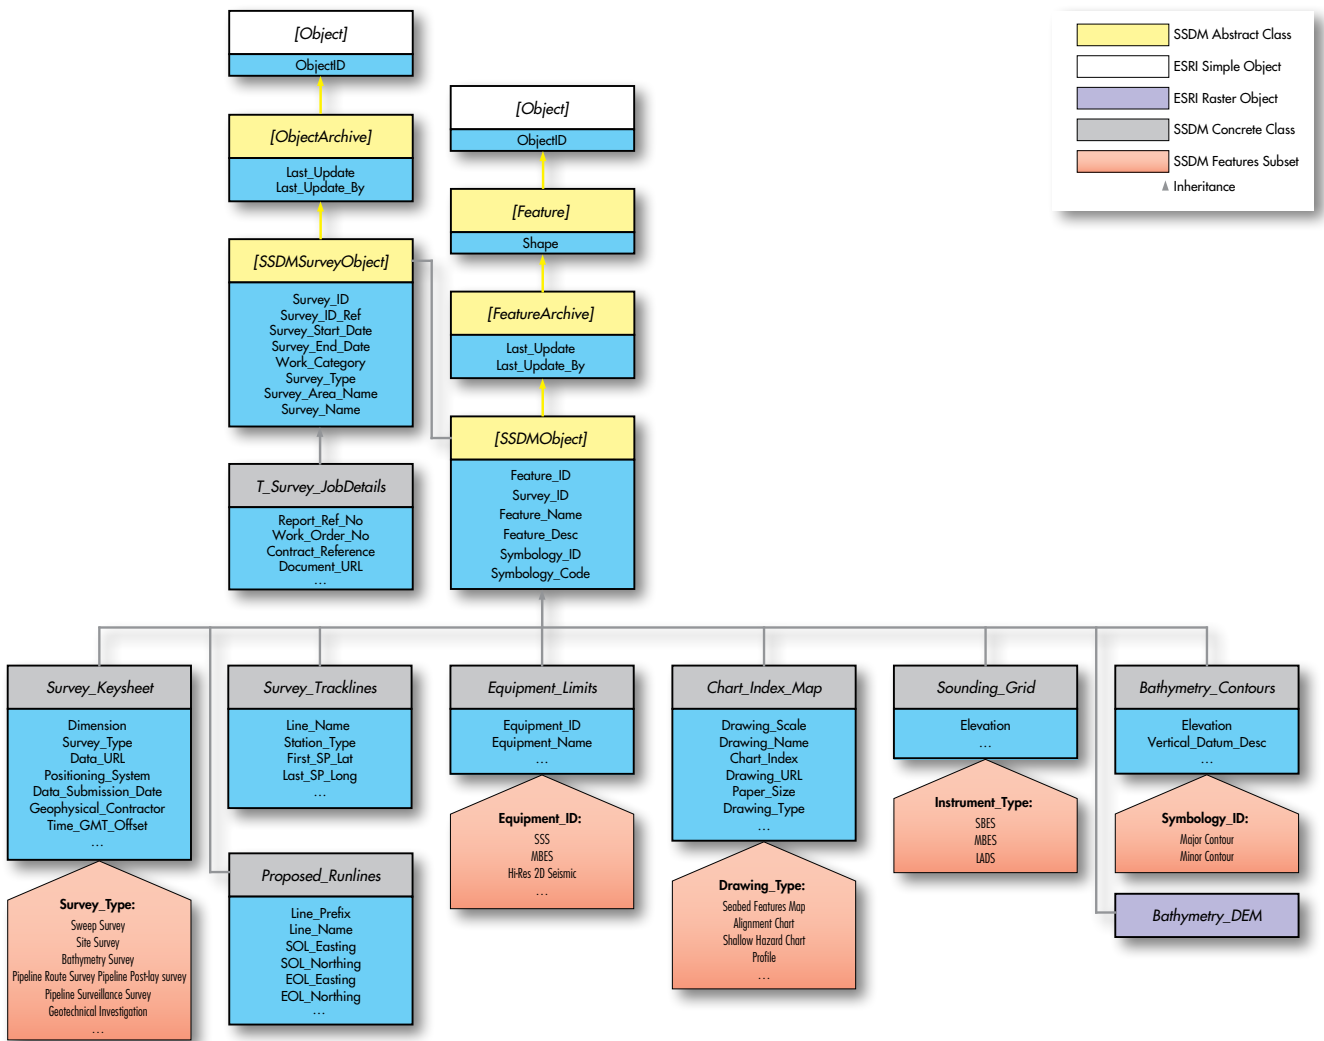 [Object]
ObjectID
[ObjectArchive]
Last_Update
Last_Update_By
[SSDMSurveyObject]
Survey_ID
Survey_ID_Ref
Survey_Start_Date
Survey_End_Date
Work_Category
Survey_Type
Survey_Area_Name
Survey_Name
T_Survey_JobDetails
Report_Ref_No
Work_Order_No
Contract_Reference
Document_URL
...
[Object]
ObjectID
[Feature]
Shape
[FeatureArchive]
Last_Update
Last_Update_By
[SSDMObject]
Feature_ID
Survey_ID
Feature_Name
Feature_Desc
Symbology_ID
Symbology_Code
SSDM Abstract Class
ESRI Simple Object
ESRI Raster Object
SSDM Concrete Class
SSDM Features Subset
Inheritance
Survey_Keysheet
Dimension
Survey_Type
Data_URL
Positioning_System
Data_Submission_Date
Geophysical_Contractor
Time_GMT_Offset
...
Survey_Type:
Sweep Survey
Site Survey
Bathymetry Survey
Pipeline Route Survey Pipeline Post-lay survey
Pipeline Surveillance Survey
Geotechnical Investigation
...
Survey_Tracklines
Line_Name
Station_Type
First_SP_Lat
Last_SP_Long
...
Proposed_Runlines
Line_Prefix
Line_Name
SOL_Easting
SOL_Northing
EOL_Easting
EOL_Northing
...
Equipment_Limits
Equipment_ID
Equipment_Name
...
Equipment_ID:
SSS
MBES
Hi-Res 2D Seismic
...
Chart_Index_Map
Drawing_Scale
Drawing_Name
Chart_Index
Drawing_URL
Paper_Size
Drawing_Type
...
Drawing_Type:
Seabed Features Map
Alignment Chart
Shallow Hazard Chart
Profile
...
Sounding_Grid
Elevation
...
Instrument_Type:
SBES
MBES
LADS
Bathymetry_Contours
Elevation
Vertical_Datum_Desc
...
Symbology_ID:
Major Contour
Minor Contour
Bathymetry_DEM